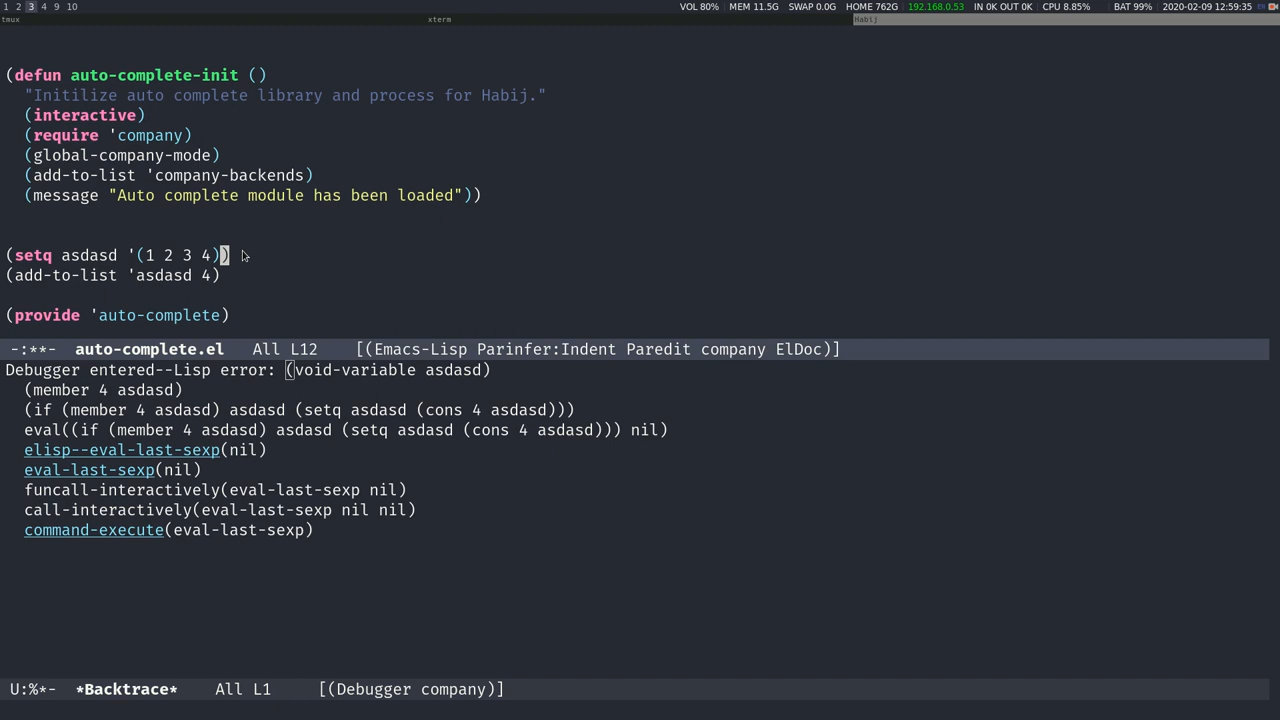 1 2 3 4 9 10 VOL 80% MEM 11.5G SWAP 0.0G HOME 762G 192.168.0.53 IN 0K OUT 0K CPU 8.85% BAT 99% 2020-02-09 12:59:35 EN
tmux xterm Habij
(defun auto-complete-init ()
"Initilize auto complete library and process for Habij."
(interactive)
(require 'company)
(global-company-mode)
(add-to-list 'company-backends)
(message "Auto complete module has been loaded"))
(setq asdasd '(1 2 3 4))
(add-to-list 'asdasd 4)
(provide 'auto-complete)
-:**- auto-complete.el All L12 [(Emacs-Lisp Parinfer:Indent Paredit company ElDoc)]
Debugger entered--Lisp error: (void-variable asdasd)
(member 4 asdasd)
(if (member 4 asdasd) asdasd (setq asdasd (cons 4 asdasd)))
eval((if (member 4 asdasd) asdasd (setq asdasd (cons 4 asdasd))) nil)
elisp--eval-last-sexp(nil)
eval-last-sexp(nil)
funcall-interactively(eval-last-sexp nil)
call-interactively(eval-last-sexp nil nil)
command-execute(eval-last-sexp)
U:%*- *Backtrace* All L1 [(Debugger company)]